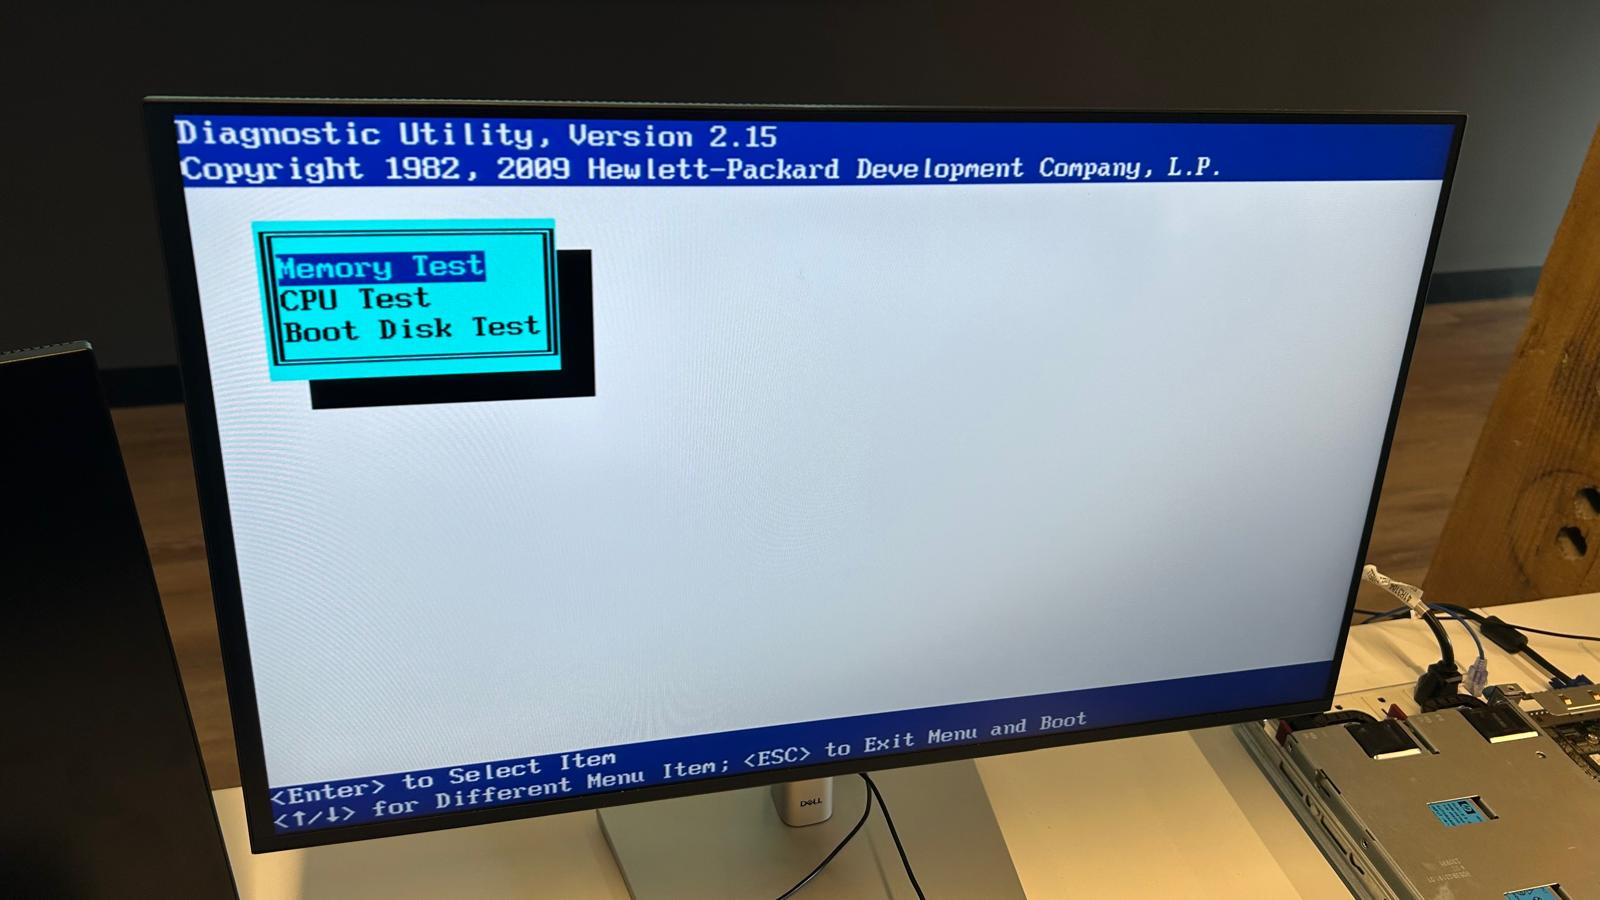 Diagnostic Utility, Version 2.15
Copyright 1982, 2009 Hewlett-Packard Development Company, L.P.
Memory Test
CPU Test
Boot Disk Test
<Enter> to Select Item
<↑/↓> for Different Menu Item; <ESC> to Exit Menu and Boot
DELL